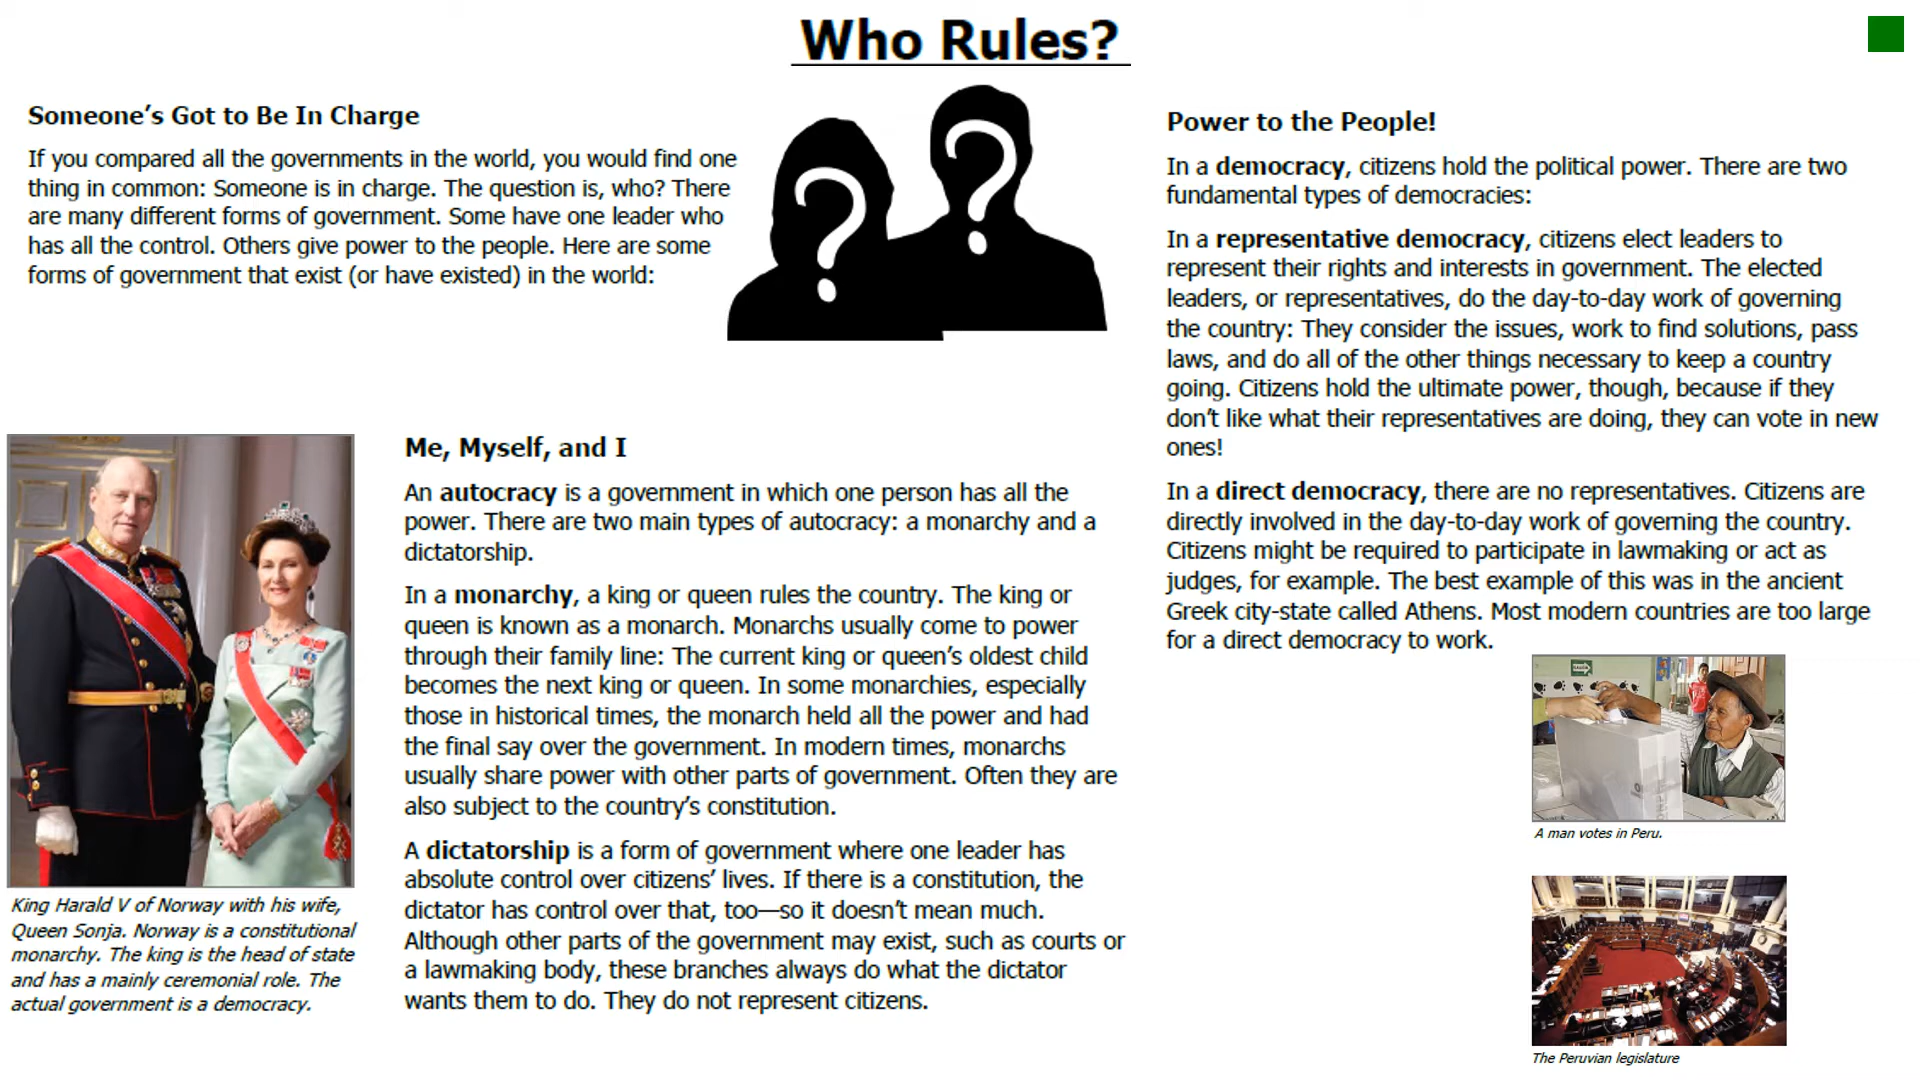 Who Rules?
Someone's Got to Be In Charge
If you compared all the governments in the world, you would find one
thing in common: Someone is in charge. The question is, who? There
are many different forms of government. Some have one leader who
has all the control. Others give power to the people. Here are some
forms of government that exist (or have existed) in the world:
? ?
King Harald V of Norway with his wife,
Queen Sonja. Norway is a constitutional
monarchy. The king is the head of state
and has a mainly ceremonial role. The
actual government is a democracy.
Me, Myself, and I
An autocracy is a government in which one person has all the
power. There are two main types of autocracy: a monarchy and a
dictatorship.
In a monarchy, a king or queen rules the country. The king or
queen is known as a monarch. Monarchs usually come to power
through their family line: The current king or queen's oldest child
becomes the next king or queen. In some monarchies, especially
those in historical times, the monarch held all the power and had
the final say over the government. In modern times, monarchs
usually share power with other parts of government. Often they are
also subject to the country's constitution.
A dictatorship is a form of government where one leader has
absolute control over citizens' lives. If there is a constitution, the
dictator has control over that, too—so it doesn't mean much.
Although other parts of the government may exist, such as courts or
a lawmaking body, these branches always do what the dictator
wants them to do. They do not represent citizens.
Power to the People!
In a democracy, citizens hold the political power. There are two
fundamental types of democracies:
In a representative democracy, citizens elect leaders to
represent their rights and interests in government. The elected
leaders, or representatives, do the day-to-day work of governing
the country: They consider the issues, work to find solutions, pass
laws, and do all of the other things necessary to keep a country
going. Citizens hold the ultimate power, though, because if they
don't like what their representatives are doing, they can vote in new
ones!
In a direct democracy, there are no representatives. Citizens are
directly involved in the day-to-day work of governing the country.
Citizens might be required to participate in lawmaking or act as
judges, for example. The best example of this was in the ancient
Greek city-state called Athens. Most modern countries are too large
for a direct democracy to work.
A man votes in Peru.
The Peruvian legislature